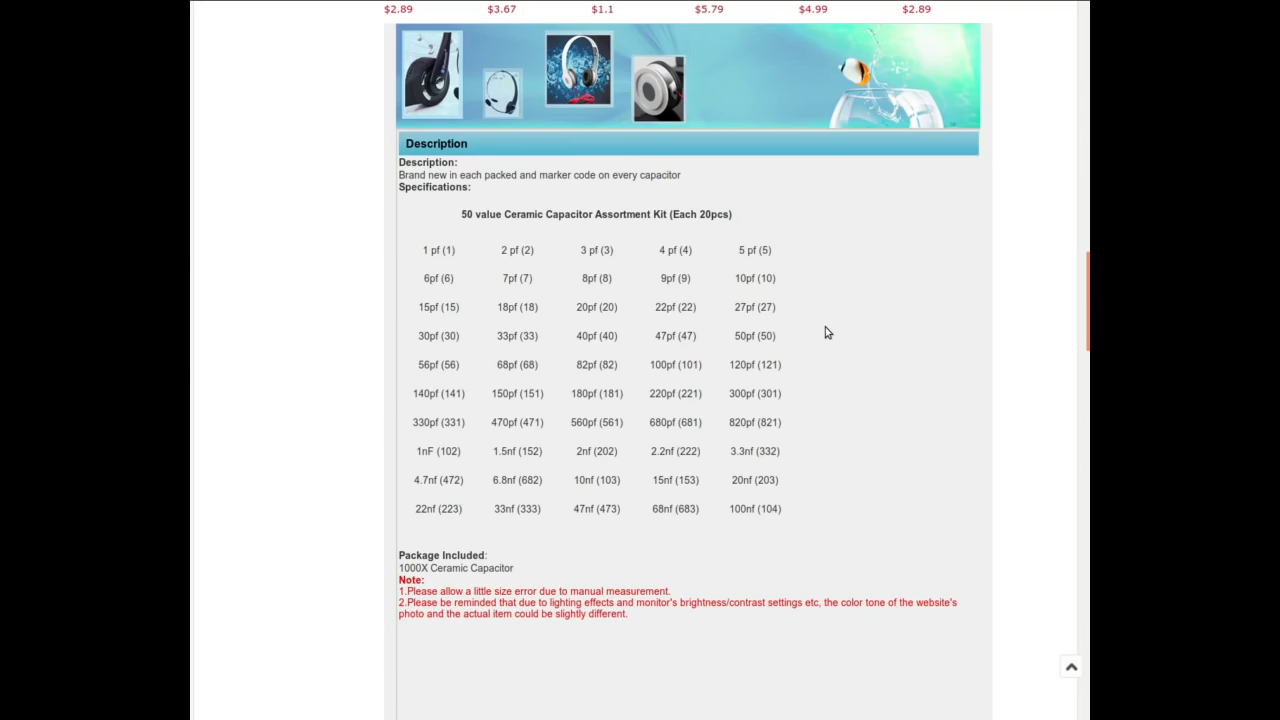 $2.89 $3.67 $1.1 $5.79 $4.99 $2.89
Description
Description:
Brand new in each packed and marker code on every capacitor
Specifications:
50 value Ceramic Capacitor Assortment Kit (Each 20pcs)
1 pf (1) 2 pf (2) 3 pf (3) 4 pf (4) 5 pf (5)
6pf (6) 7pf (7) 8pf (8) 9pf (9) 10pf (10)
15pf (15) 18pf (18) 20pf (20) 22pf (22) 27pf (27)
30pf (30) 33pf (33) 40pf (40) 47pf (47) 50pf (50)
56pf (56) 68pf (68) 82pf (82) 100pf (101) 120pf (121)
140pf (141) 150pf (151) 180pf (181) 220pf (221) 300pf (301)
330pf (331) 470pf (471) 560pf (561) 680pf (681) 820pf (821)
1nF (102) 1.5nf (152) 2nf (202) 2.2nf (222) 3.3nf (332)
4.7nf (472) 6.8nf (682) 10nf (103) 15nf (153) 20nf (203)
22nf (223) 33nf (333) 47nf (473) 68nf (683) 100nf (104)
Package Included:
1000X Ceramic Capacitor
Note:
1.Please allow a little size error due to manual measurement.
2.Please be reminded that due to lighting effects and monitor's brightness/contrast settings etc, the color tone of the website's
photo and the actual item could be slightly different.